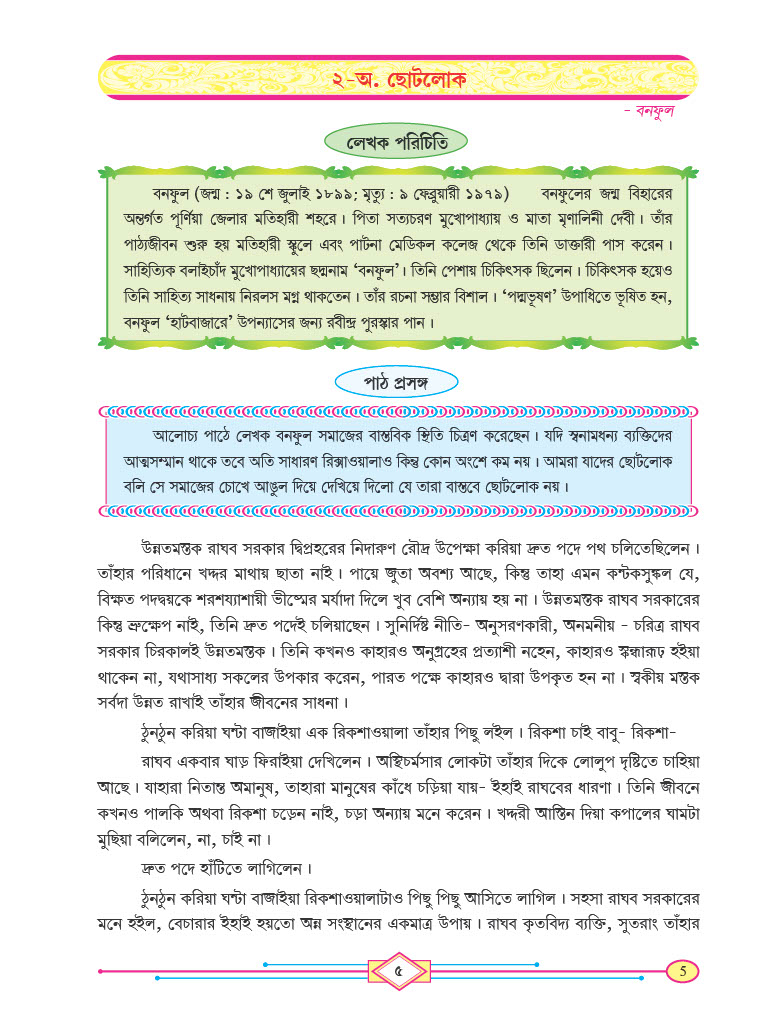 ২-অ. ছোটলোক
- বনফুল
লেখক পরিচিতি
বনফুল (জন্ম : ১৯ শে জুলাই ১৮৯৯; মৃত্যু : ৯ ফেব্রুয়ারী ১৯৭৯) বনফুলের জন্ম বিহারের
অন্তর্গত পূর্ণিয়া জেলার মতিহারী শহরে। পিতা সত্যচরণ মুখোপাধ্যায় ও মাতা মৃণালিনী দেবী। তাঁর
পাঠ্যজীবন শুরু হয় মতিহারী স্কুলে এবং পাটনা মেডিকল কলেজ থেকে তিনি ডাক্তারী পাস করেন।
সাহিত্যিক বলাইচাঁদ মুখোপাধ্যায়ের ছদ্মনাম ‘বনফুল’। তিনি পেশায় চিকিৎসক ছিলেন। চিকিৎসক হয়েও
তিনি সাহিত্য সাধনায় নিরলস মগ্ন থাকতেন। তাঁর রচনা সম্ভার বিশাল। ‘পদ্মভূষণ’ উপাধিতে ভূষিত হন,
বনফুল ‘হাটবাজারে’ উপন্যাসের জন্য রবীন্দ্র পুরস্কার পান।
পাঠ প্রসঙ্গ
আলোচ্য পাঠে লেখক বনফুল সমাজের বাস্তবিক স্থিতি চিত্রণ করেছেন। যদি স্বনামধন্য ব্যক্তিদের
আত্মসম্মান থাকে তবে অতি সাধারণ রিক্সাওয়ালাও কিন্তু কোন অংশে কম নয়। আমরা যাদের ছোটলোক
বলি সে সমাজের চোখে আঙুল দিয়ে দেখিয়ে দিলো যে তারা বাস্তবে ছোটলোক নয়।
উন্নতমস্তক রাঘব সরকার দ্বিপ্রহরের নিদারুণ রৌদ্র উপেক্ষা করিয়া দ্রুত পদে পথ চলিতেছিলেন।
তাঁহার পরিধানে খদ্দর মাথায় ছাতা নাই। পায়ে জুতা অবশ্য আছে, কিন্তু তাহা এমন কন্টকসুঙ্কল যে,
বিক্ষত পদদ্বয়কে শরশয্যাশায়ী ভীষ্মের মর্যাদা দিলে খুব বেশি অন্যায় হয় না। উন্নতমস্তক রাঘব সরকারের
কিন্তু ভ্রুক্ষেপ নাই, তিনি দ্রুত পদেই চলিয়াছেন। সুনির্দিষ্ট নীতি- অনুসরণকারী, অনমনীয় - চরিত্র রাঘব
সরকার চিরকালই উন্নতমস্তক। তিনি কখনও কাহারও অনুগ্রহের প্রত্যাশী নহেন, কাহারও স্কন্ধারূঢ় হইয়া
থাকেন না, যথাসাধ্য সকলের উপকার করেন, পারত পক্ষে কাহারও দ্বারা উপকৃত হন না। স্বকীয় মস্তক
সর্বদা উন্নত রাখাই তাঁহার জীবনের সাধনা।
ঠুনঠুন করিয়া ঘন্টা বাজাইয়া এক রিকশাওয়ালা তাঁহার পিছু লইল। রিকশা চাই বাবু- রিকশা-
রাঘব একবার ঘাড় ফিরাইয়া দেখিলেন। অস্থিচর্মসার লোকটা তাঁহার দিকে লোলুপ দৃষ্টিতে চাহিয়া
আছে। যাহারা নিতান্ত অমানুষ, তাহারা মানুষের কাঁধে চড়িয়া যায়- ইহাই রাঘবের ধারণা। তিনি জীবনে
কখনও পালকি অথবা রিকশা চড়েন নাই, চড়া অন্যায় মনে করেন। খদ্দরী আস্তিন দিয়া কপালের ঘামটা
মুছিয়া বলিলেন, না, চাই না।
দ্রুত পদে হাঁটিতে লাগিলেন।
ঠুনঠুন করিয়া ঘন্টা বাজাইয়া রিকশাওয়ালাটাও পিছু পিছু আসিতে লাগিল। সহসা রাঘব সরকারের
মনে হইল, বেচারার ইহাই হয়তো অন্ন সংস্থানের একমাত্র উপায়। রাঘব কৃতবিদ্য ব্যক্তি, সুতরাং তাঁহার
৫
5